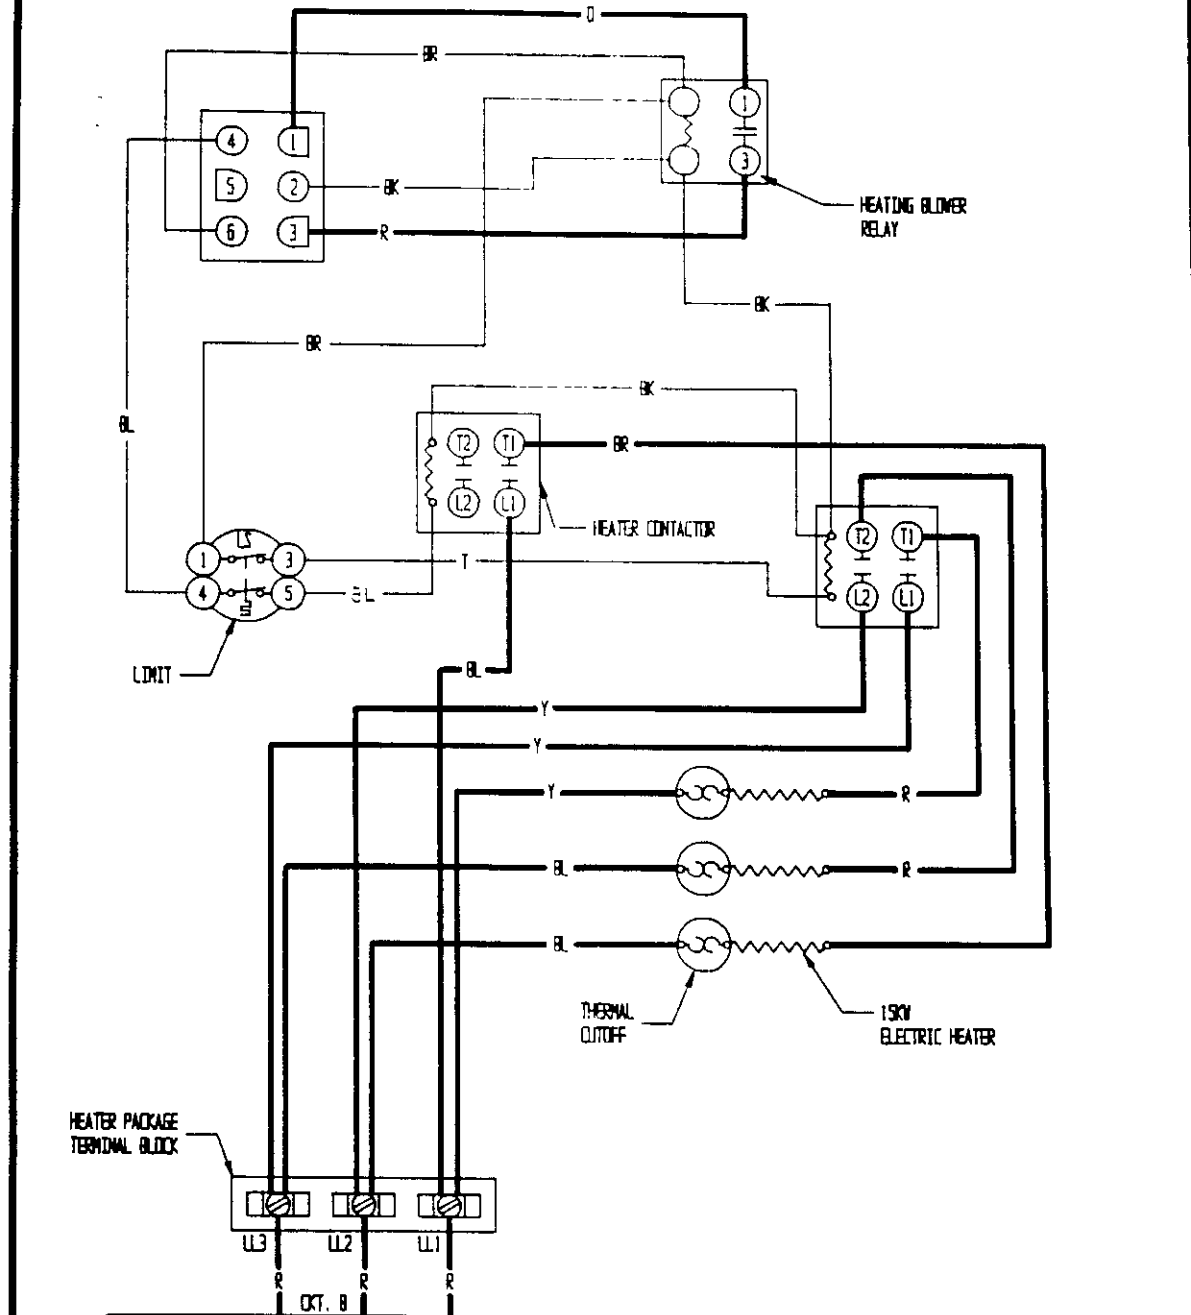 O
BR
1
4
1
5
2
BK
3
6
3
R
HEATING BLOWER
RELAY
BK
BR
BK
BL
T2
T1
BR
L2
L1
HEATER CONTACTOR
T2
T1
LS
1
3
T
4
5
BL
L2
L1
LIMIT
BL
Y
Y
Y
R
BL
R
BL
THERMAL
CUTOFF
15KW
ELECTRIC HEATER
HEATER PACKAGE
TERMINAL BLOCK
LL3
LL2
LL1
R
R
R
CKT. B